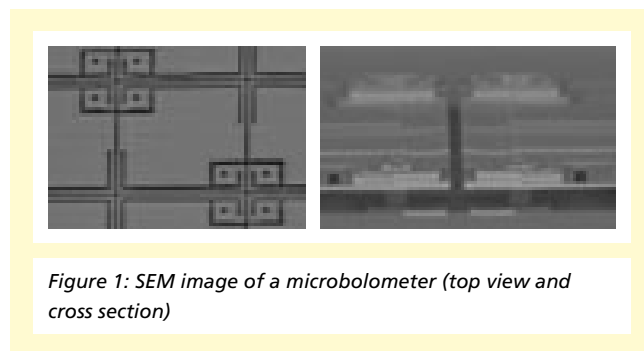 Figure 1: SEM image of a microbolometer (top view and
cross section)